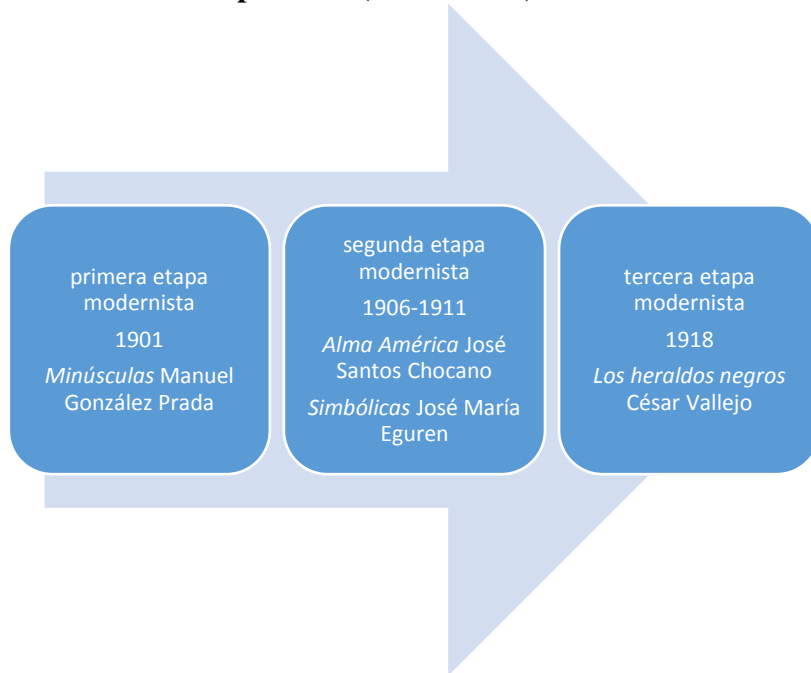 primera etapa
modernista
1901
Minúsculas Manuel
González Prada
segunda etapa
modernista
1906-1911
Alma América José
Santos Chocano
Simbólicas José María
Eguren
tercera etapa
modernista
1918
Los heraldos negros
César Vallejo